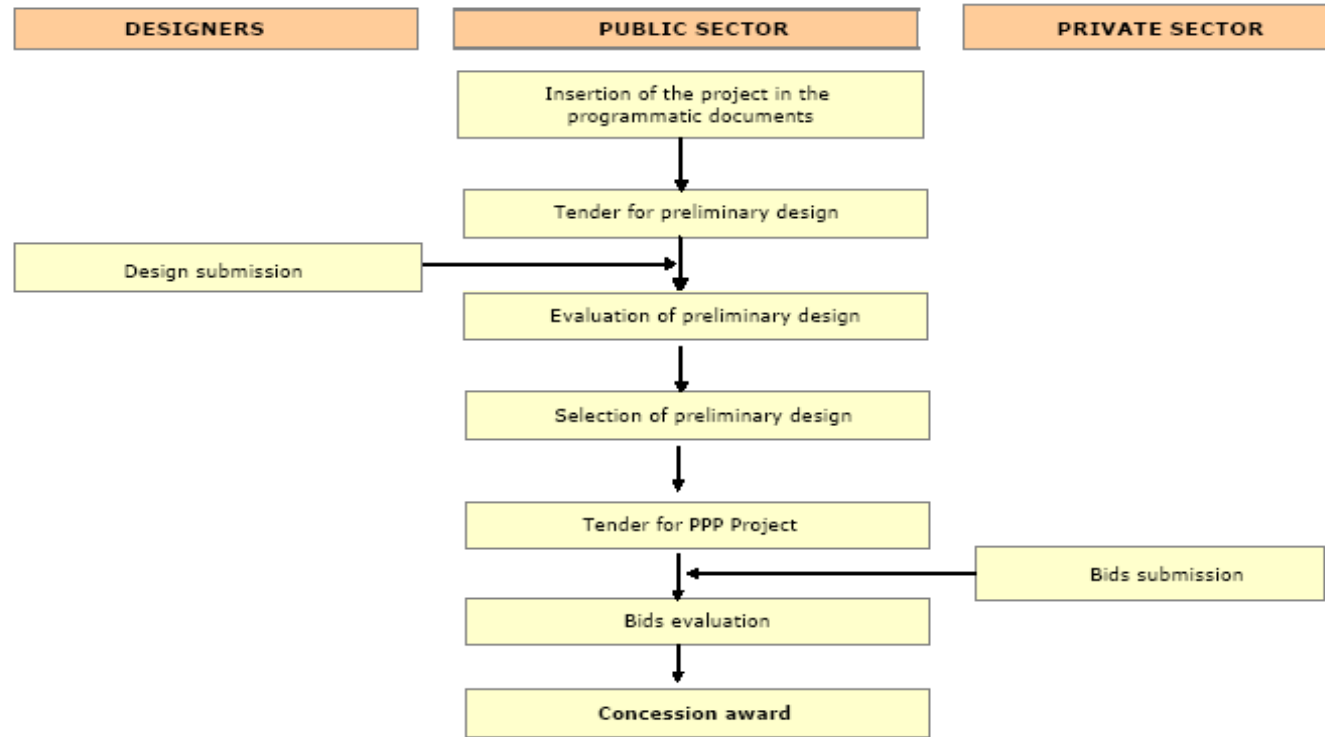 DESIGNERS
PUBLIC SECTOR
PRIVATE SECTOR
Insertion of the project in the
programmatic documents
Tender for preliminary design
Design submission
Evaluation of preliminary design
Selection of preliminary design
Tender for PPP Project
Bids submission
Bids evaluation
Concession award